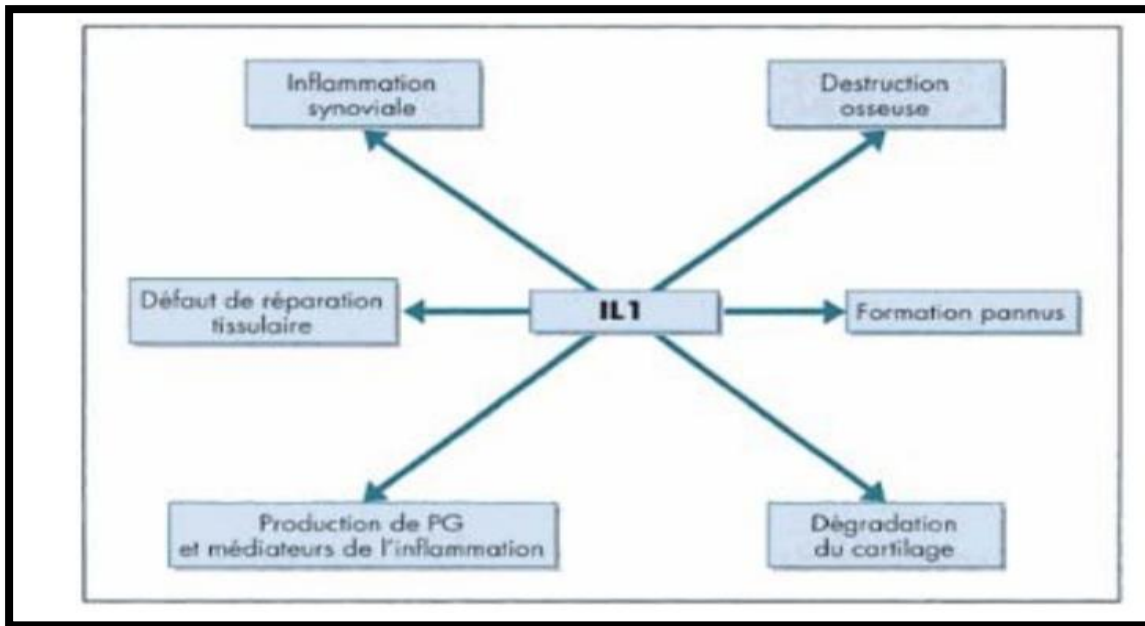 Inflammation
synoviale
Destruction
osseuse
Défaut de réparation
tissulaire
IL1
Formation pannus
Production de PG
et médiateurs de l'inflammation
Dègradation
du cartilage